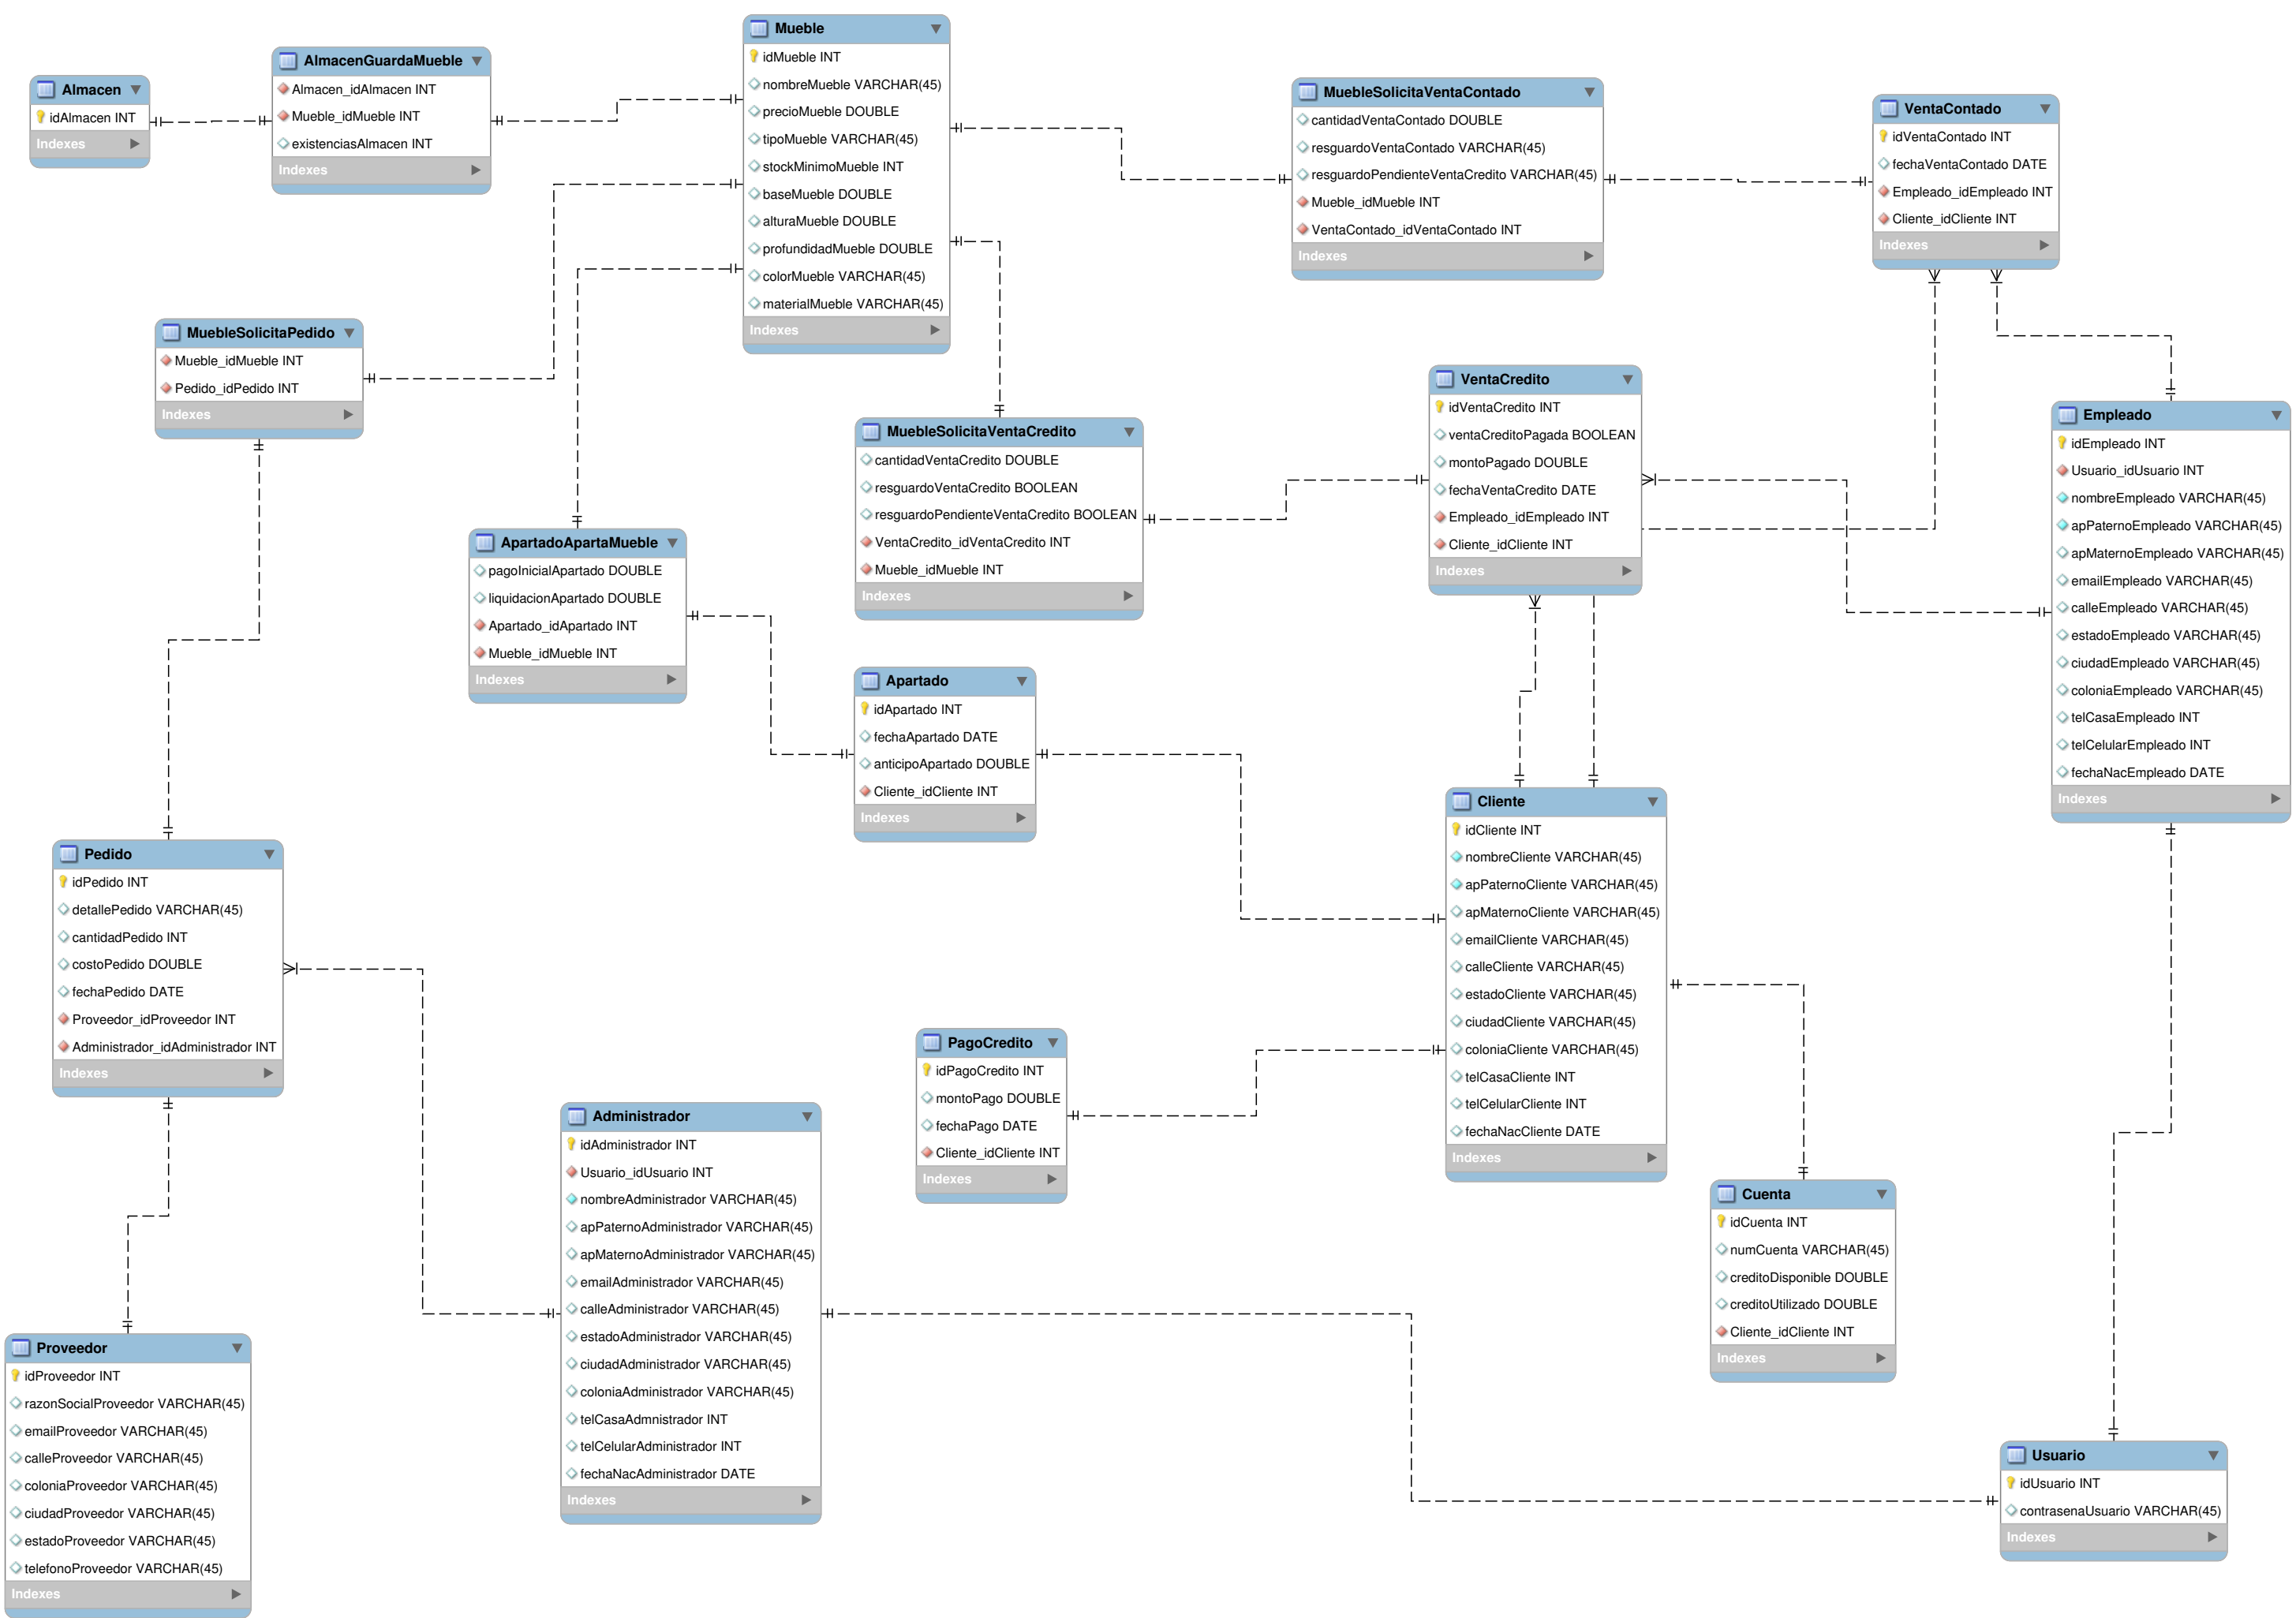 Almacen
idAlmacen INT
Indexes
AlmacenGuardaMueble
Almacen_idAlmacen INT
Mueble_idMueble INT
existenciasAlmacen INT
Indexes
Mueble
idMueble INT
nombreMueble VARCHAR(45)
precioMueble DOUBLE
tipoMueble VARCHAR(45)
stockMinimoMueble INT
baseMueble DOUBLE
alturaMueble DOUBLE
profundidadMueble DOUBLE
colorMueble VARCHAR(45)
materialMueble VARCHAR(45)
Indexes
MuebleSolicitaVentaContado
cantidadVentaContado DOUBLE
resguardoVentaContado VARCHAR(45)
resguardoPendienteVentaCredito VARCHAR(45)
Mueble_idMueble INT
VentaContado_idVentaContado INT
Indexes
VentaContado
idVentaContado INT
fechaVentaContado DATE
Empleado_idEmpleado INT
Cliente_idCliente INT
Indexes
MuebleSolicitaPedido
Mueble_idMueble INT
Pedido_idPedido INT
Indexes
MuebleSolicitaVentaCredito
cantidadVentaCredito DOUBLE
resguardoVentaCredito BOOLEAN
resguardoPendienteVentaCredito BOOLEAN
VentaCredito_idVentaCredito INT
Mueble_idMueble INT
Indexes
VentaCredito
idVentaCredito INT
ventaCreditoPagada BOOLEAN
montoPagado DOUBLE
fechaVentaCredito DATE
Empleado_idEmpleado INT
Cliente_idCliente INT
Indexes
Empleado
idEmpleado INT
Usuario_idUsuario INT
nombreEmpleado VARCHAR(45)
apPaternoEmpleado VARCHAR(45)
apMaternoEmpleado VARCHAR(45)
emailEmpleado VARCHAR(45)
calleEmpleado VARCHAR(45)
estadoEmpleado VARCHAR(45)
ciudadEmpleado VARCHAR(45)
coloniaEmpleado VARCHAR(45)
telCasaEmpleado INT
telCelularEmpleado INT
fechaNacEmpleado DATE
Indexes
ApartadoApartaMueble
pagoInicialApartado DOUBLE
liquidacionApartado DOUBLE
Apartado_idApartado INT
Mueble_idMueble INT
Indexes
Apartado
idApartado INT
fechaApartado DATE
anticipoApartado DOUBLE
Cliente_idCliente INT
Indexes
Cliente
idCliente INT
nombreCliente VARCHAR(45)
apPaternoCliente VARCHAR(45)
apMaternoCliente VARCHAR(45)
emailCliente VARCHAR(45)
calleCliente VARCHAR(45)
estadoCliente VARCHAR(45)
ciudadCliente VARCHAR(45)
coloniaCliente VARCHAR(45)
telCasaCliente INT
telCelularCliente INT
fechaNacCliente DATE
Indexes
Pedido
idPedido INT
detallePedido VARCHAR(45)
cantidadPedido INT
costoPedido DOUBLE
fechaPedido DATE
Proveedor_idProveedor INT
Administrador_idAdministrador INT
Indexes
PagoCredito
idPagoCredito INT
montoPago DOUBLE
fechaPago DATE
Cliente_idCliente INT
Indexes
Administrador
idAdministrador INT
Usuario_idUsuario INT
nombreAdministrador VARCHAR(45)
apPaternoAdministrador VARCHAR(45)
apMaternoAdministrador VARCHAR(45)
emailAdministrador VARCHAR(45)
calleAdministrador VARCHAR(45)
estadoAdministrador VARCHAR(45)
ciudadAdministrador VARCHAR(45)
coloniaAdministrador VARCHAR(45)
telCasaAdmnistrador INT
telCelularAdministrador INT
fechaNacAdministrador DATE
Indexes
Cuenta
idCuenta INT
numCuenta VARCHAR(45)
creditoDisponible DOUBLE
creditoUtilizado DOUBLE
Cliente_idCliente INT
Indexes
Proveedor
idProveedor INT
razonSocialProveedor VARCHAR(45)
emailProveedor VARCHAR(45)
calleProveedor VARCHAR(45)
coloniaProveedor VARCHAR(45)
ciudadProveedor VARCHAR(45)
estadoProveedor VARCHAR(45)
telefonoProveedor VARCHAR(45)
Indexes
Usuario
idUsuario INT
contrasenaUsuario VARCHAR(45)
Indexes